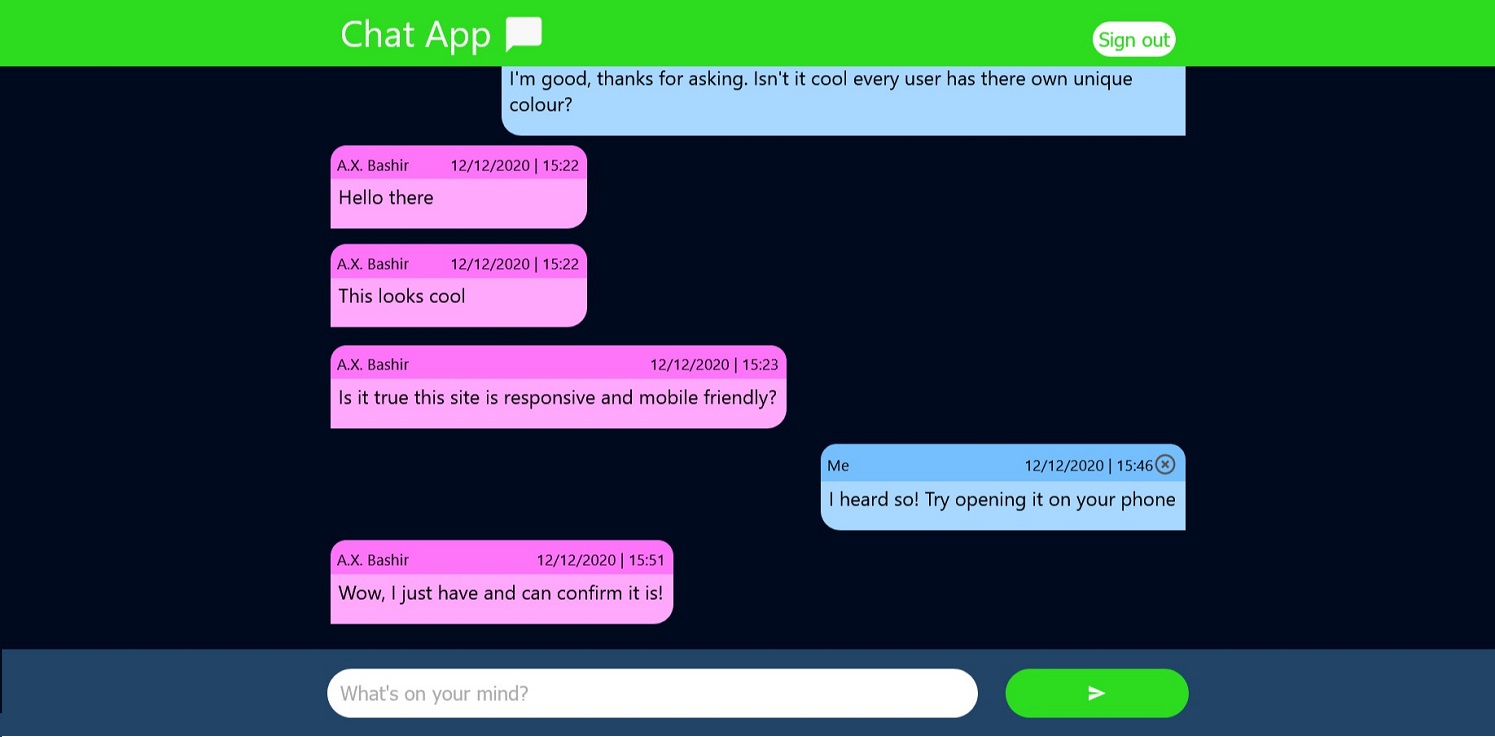 Chat App
Sign out
I'm good, thanks for asking. Isn't it cool every user has there own unique
colour?
A.X. Bashir 12/12/2020 | 15:22
Hello there
A.X. Bashir 12/12/2020 | 15:22
This looks cool
A.X. Bashir 12/12/2020 | 15:23
Is it true this site is responsive and mobile friendly?
Me 12/12/2020 | 15:46
I heard so! Try opening it on your phone
A.X. Bashir 12/12/2020 | 15:51
Wow, I just have and can confirm it is!
What's on your mind?